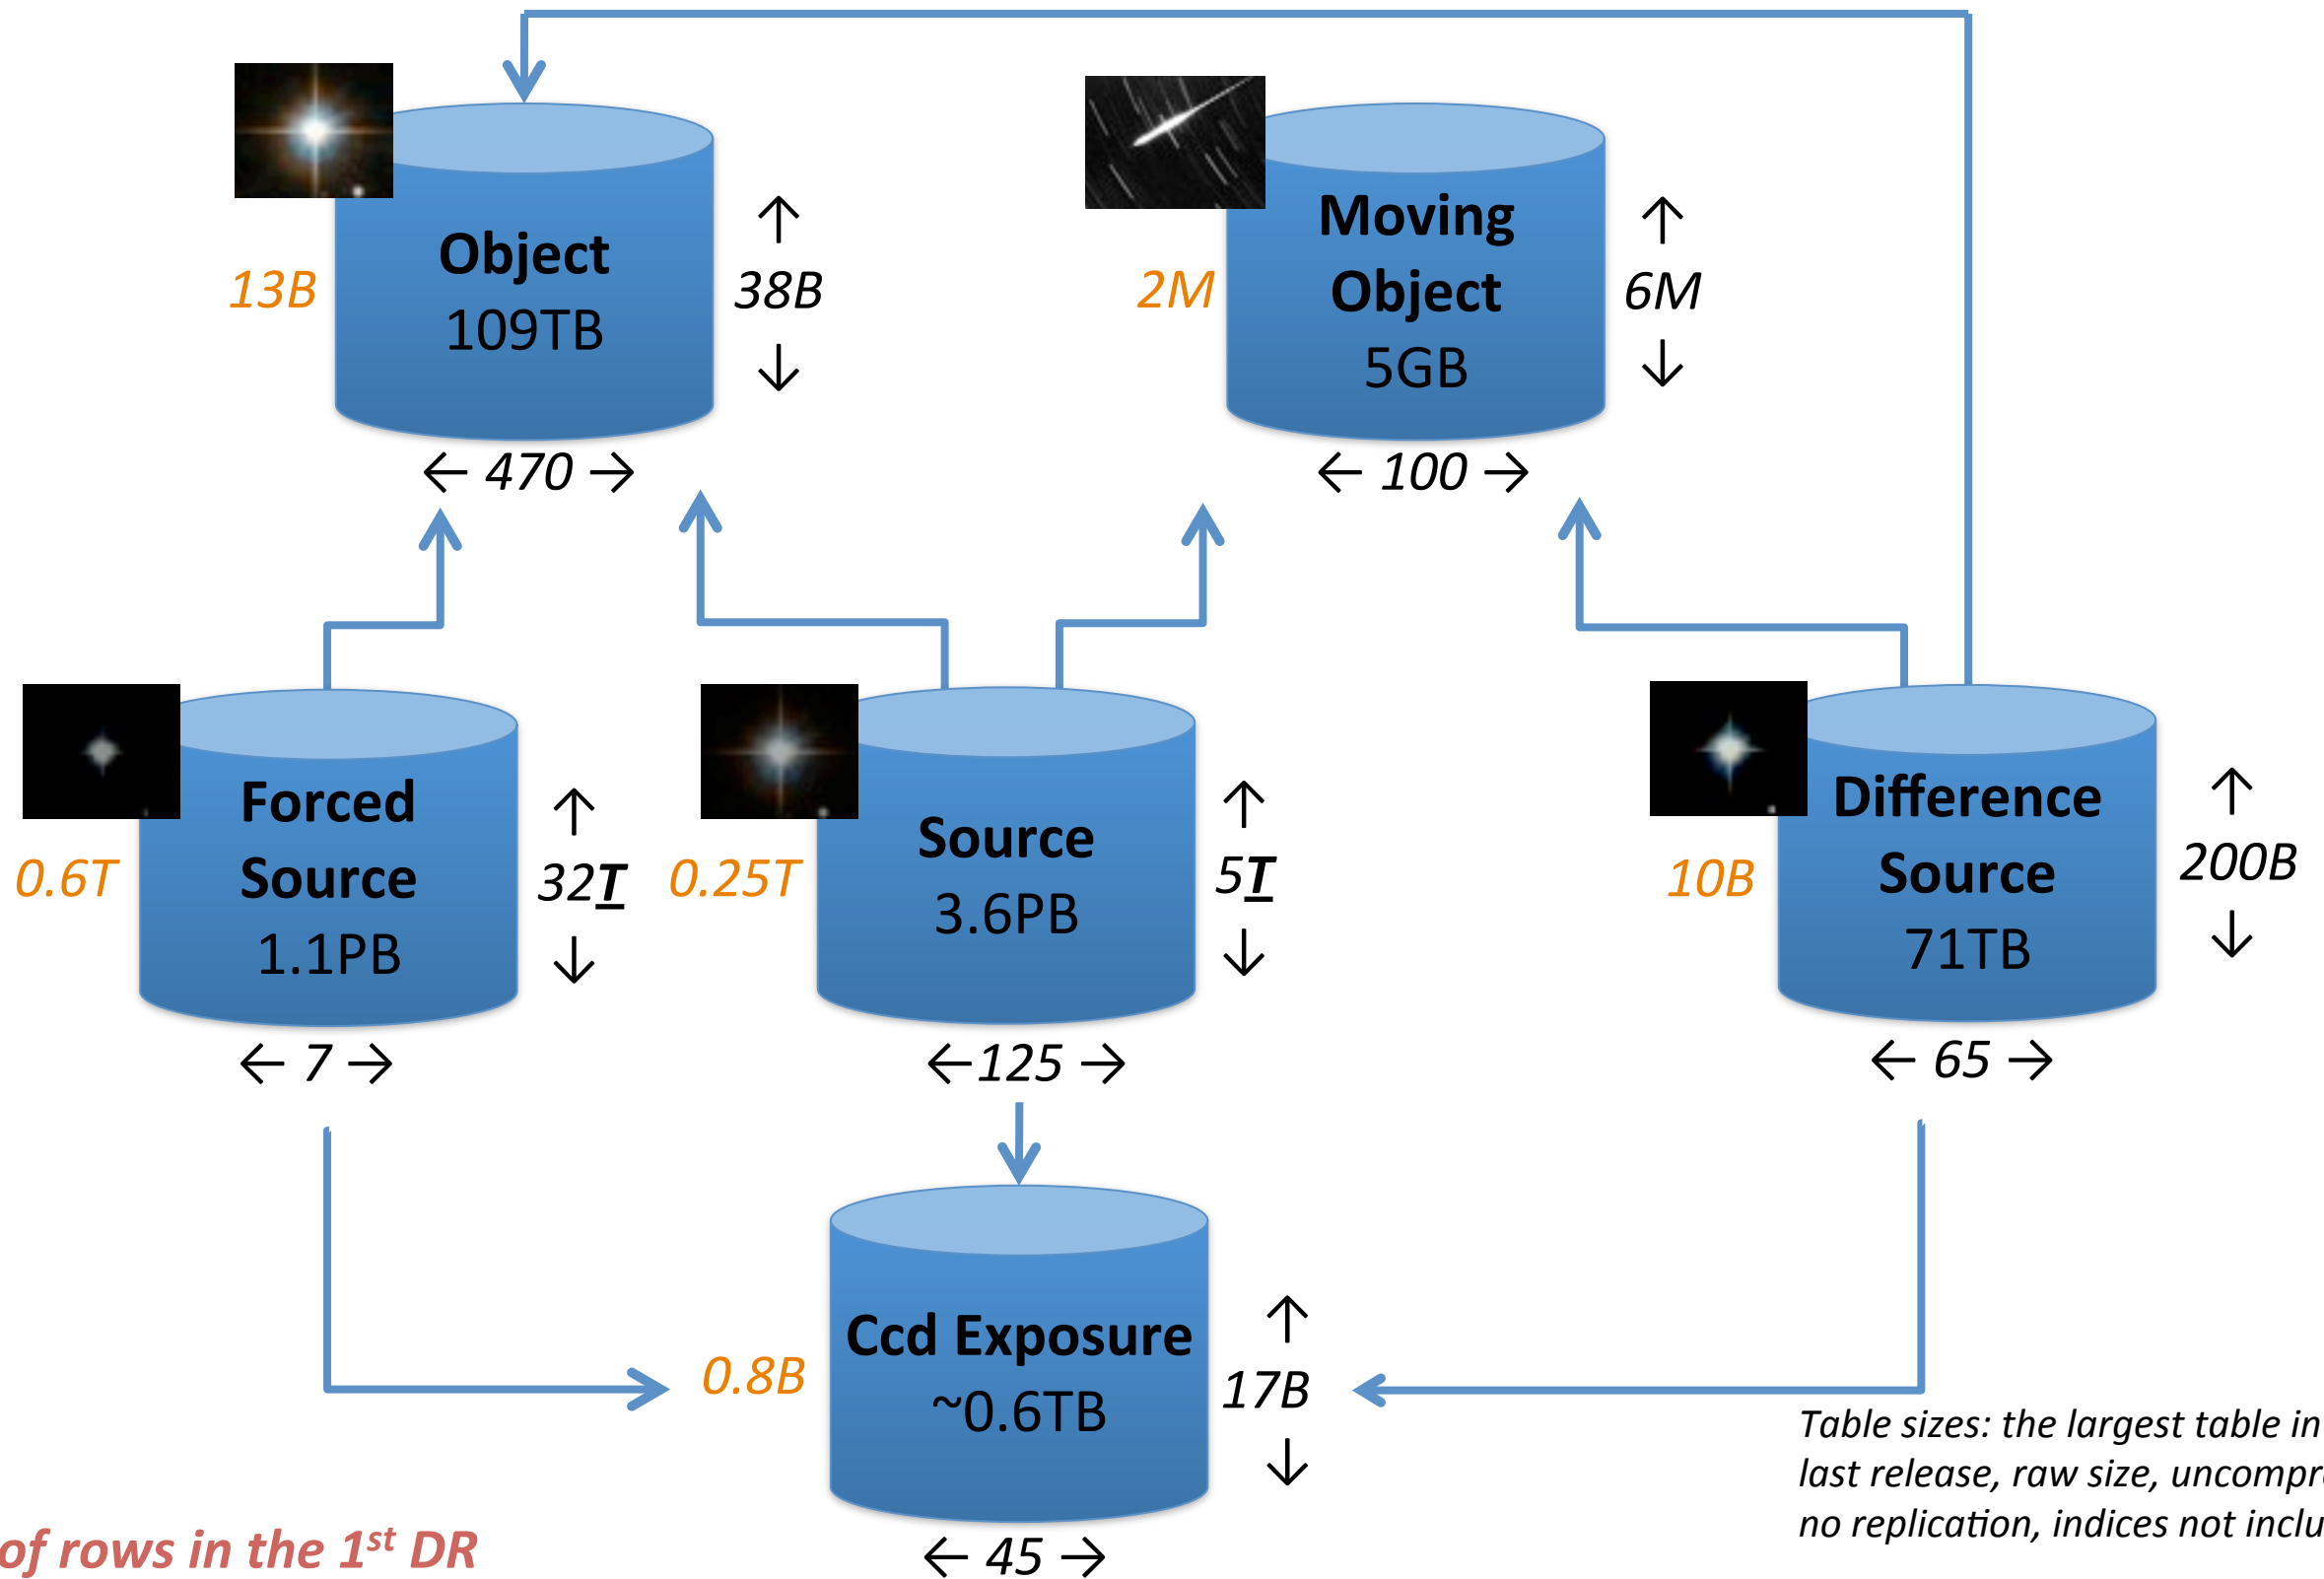 Object
109TB
13B
↑
38B
↓
← 470 →
Moving
Object
5GB
2M
↑
6M
↓
← 100 →
Forced
Source
1.1PB
0.6T
↑
32T
↓
← 7 →
Source
3.6PB
0.25T
↑
5T
↓
←125 →
Difference
Source
71TB
10B
↑
200B
↓
← 65 →
Ccd Exposure
~0.6TB
0.8B
↑
17B
↓
← 45 →
Table sizes: the largest table in
last release, raw size,
no replication, indices not
of rows in the 1st DR